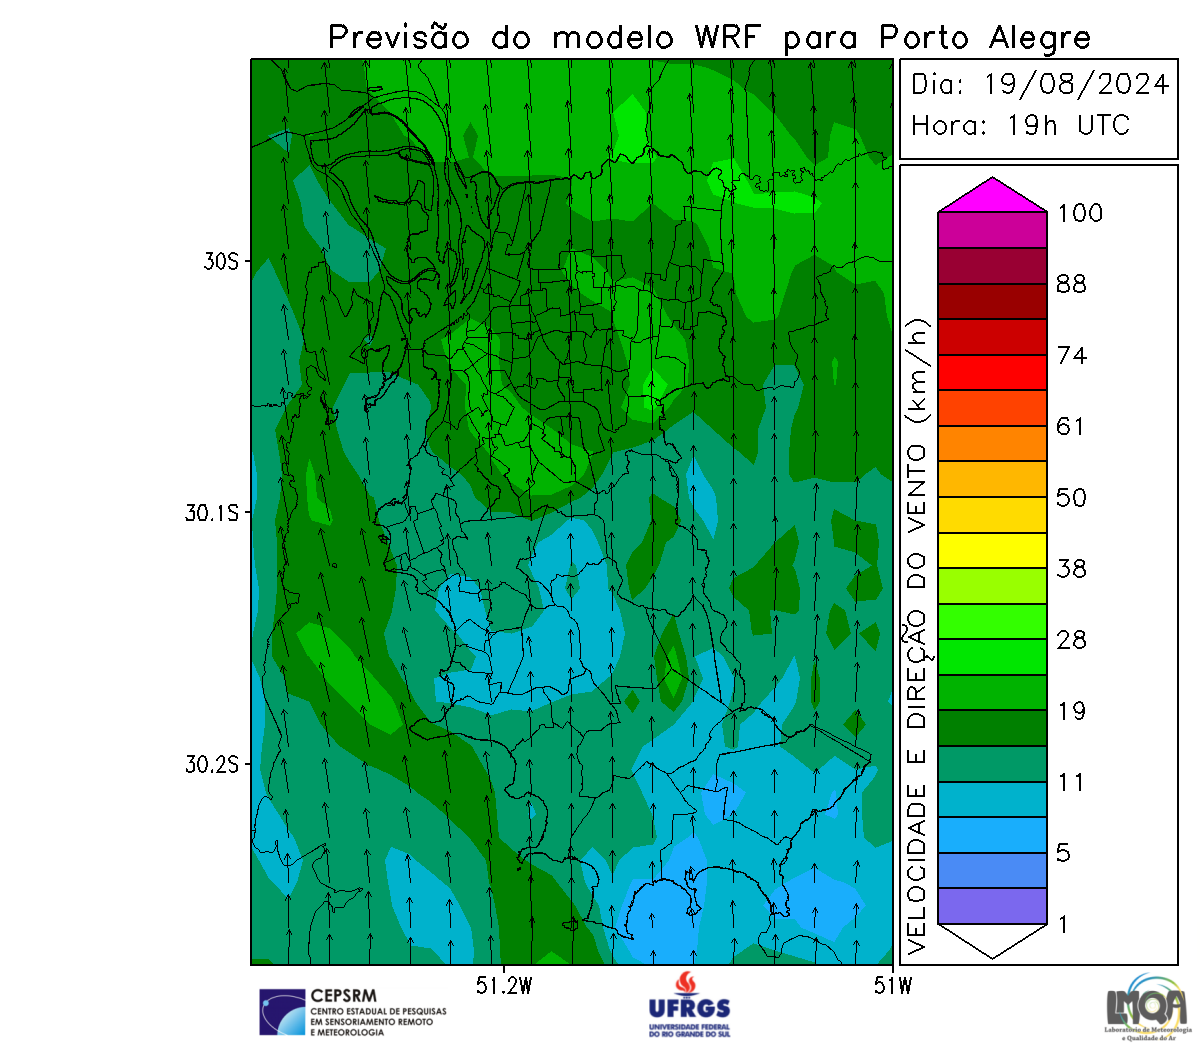 Previsão do modelo WRF para Porto Alegre
Dia: 19/08/2024
Hora: 19h UTC
30S
30.1S
30.2S
51.2W
51W
VELOCIDADE E DIREÇÃO DO VENTO (km/h)
100
88
74
61
50
38
28
19
11
5
1
CEPSRM
CENTRO ESTADUAL DE PESQUISAS
EM SENSORIAMENTO REMOTO
E METEOROLOGIA
UFRGS
UNIVERSIDADE FEDERAL
DO RIO GRANDE DO SUL
LMQA
Laboratório de Meteorologia
e Qualidade do Ar